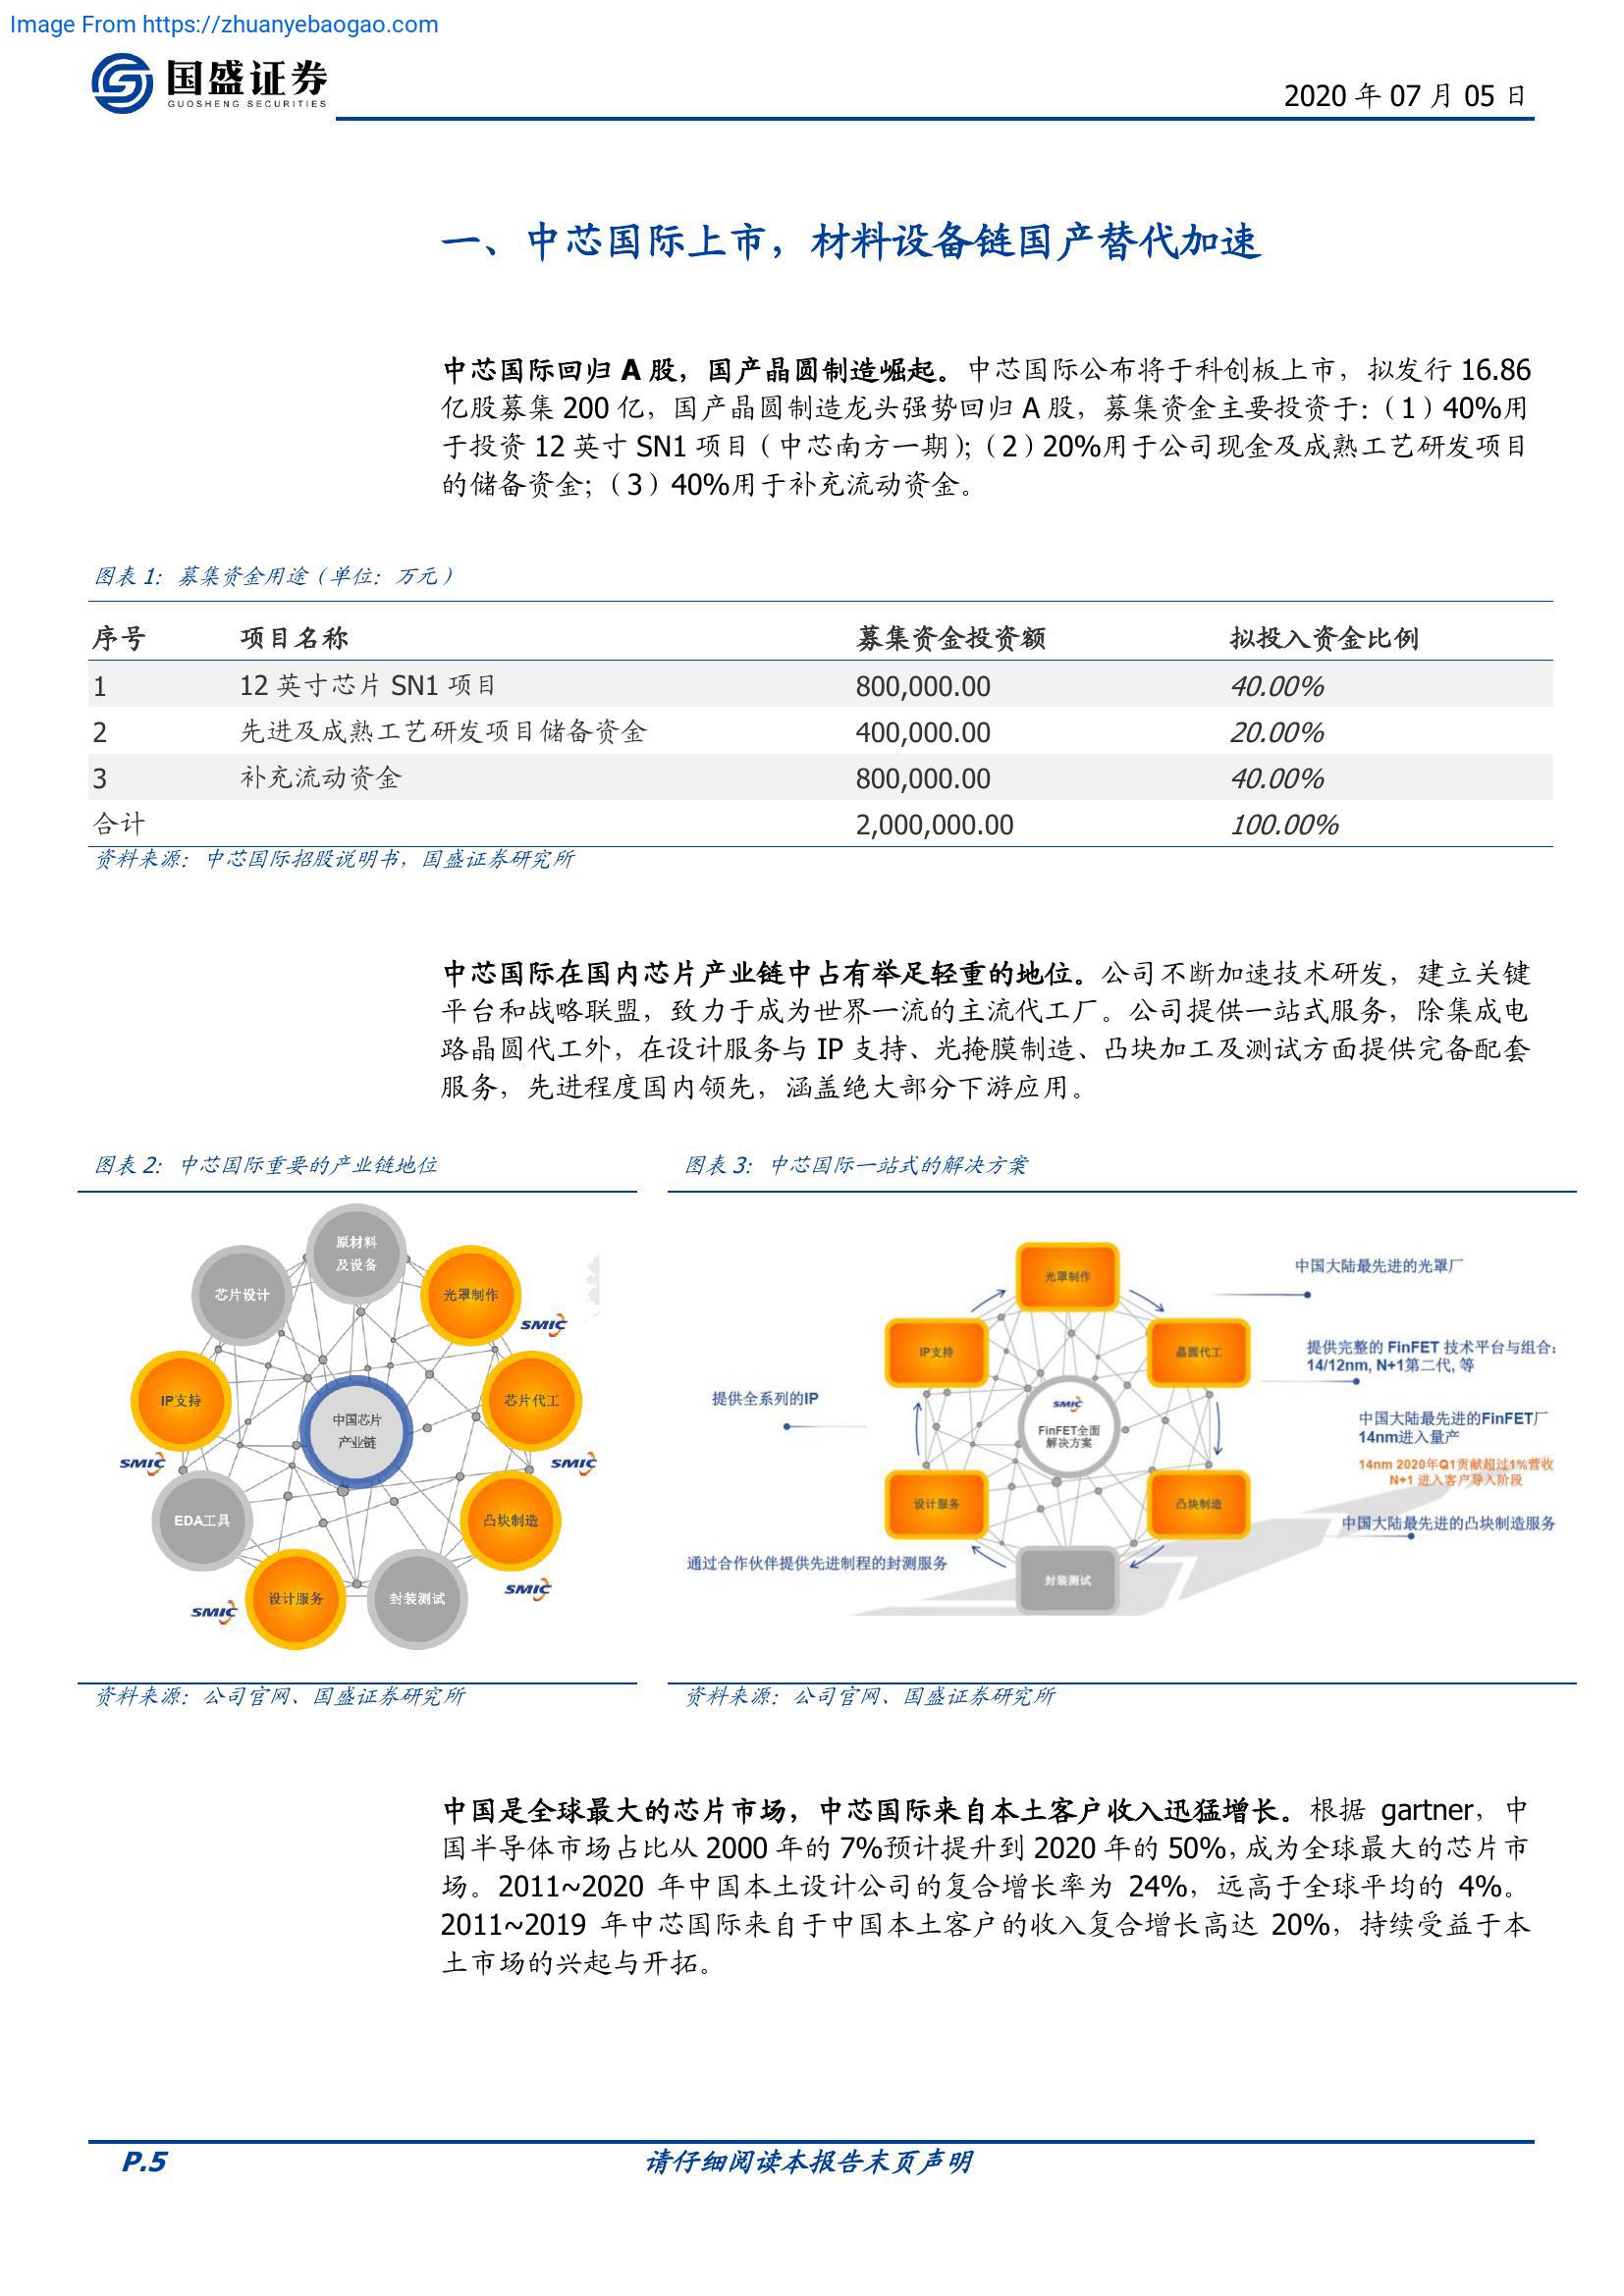 Image From https://zhuanyebaogao.com
国盛证券
GUOSHENG SECURITIES
2020 年 07 月 05 日
一、中芯国际上市，材料设备链国产替代加速
中芯国际回归 A 股，国产晶圆制造崛起。中芯国际公布将于科创板上市，拟发行 16.86
亿股募集 200 亿，国产晶圆制造龙头强势回归 A 股，募集资金主要投资于：（1）40%用
于投资 12 英寸 SN1 项目（中芯南方一期）；（2）20%用于公司现金及成熟工艺研发项目
的储备资金；（3）40%用于补充流动资金。
图表 1：募集资金用途（单位：万元）
序号 项目名称 募集资金投资额 拟投入资金比例
1 12 英寸芯片 SN1 项目 800,000.00 40.00%
2 先进及成熟工艺研发项目储备资金 400,000.00 20.00%
3 补充流动资金 800,000.00 40.00%
合计 2,000,000.00 100.00%
资料来源：中芯国际招股说明书，国盛证券研究所
中芯国际在国内芯片产业链中占有举足轻重的地位。公司不断加速技术研发，建立关键
平台和战略联盟，致力于成为世界一流的主流代工厂。公司提供一站式服务，除集成电
路晶圆代工外，在设计服务与 IP 支持、光掩膜制造、凸块加工及测试方面提供完备配套
服务，先进程度国内领先，涵盖绝大部分下游应用。
图表 2：中芯国际重要的产业链地位
原材料
及设备
芯片设计
光罩制作
SMIC
IP支持
芯片代工
中国芯片
产业链
SMIC
SMIC
EDA工具
凸块制造
SMIC
设计服务
封装测试
SMIC
资料来源：公司官网、国盛证券研究所
图表 3：中芯国际一站式的解决方案
光罩制作
中国大陆最先进的光罩厂
IP支持
晶圆代工
提供完整的 FinFET 技术平台与组合：
14/12nm, N+1第二代, 等
提供全系列的IP
SMIC
FinFET全面
解决方案
中国大陆最先进的FinFET厂
14nm进入量产
14nm 2020年Q1贡献超过1%营收
N+1 进入客户导入阶段
设计服务
凸块制造
中国大陆最先进的凸块制造服务
通过合作伙伴提供先进制程的封测服务
封装测试
资料来源：公司官网、国盛证券研究所
中国是全球最大的芯片市场，中芯国际来自本土客户收入迅猛增长。根据 gartner，中
国半导体市场占比从 2000 年的 7%预计提升到 2020 年的 50%，成为全球最大的芯片市
场。2011~2020 年中国本土设计公司的复合增长率为 24%，远高于全球平均的 4%。
2011~2019 年中芯国际来自于中国本土客户的收入复合增长高达 20%，持续受益于本
土市场的兴起与开拓。
P.5
请仔细阅读本报告末页声明